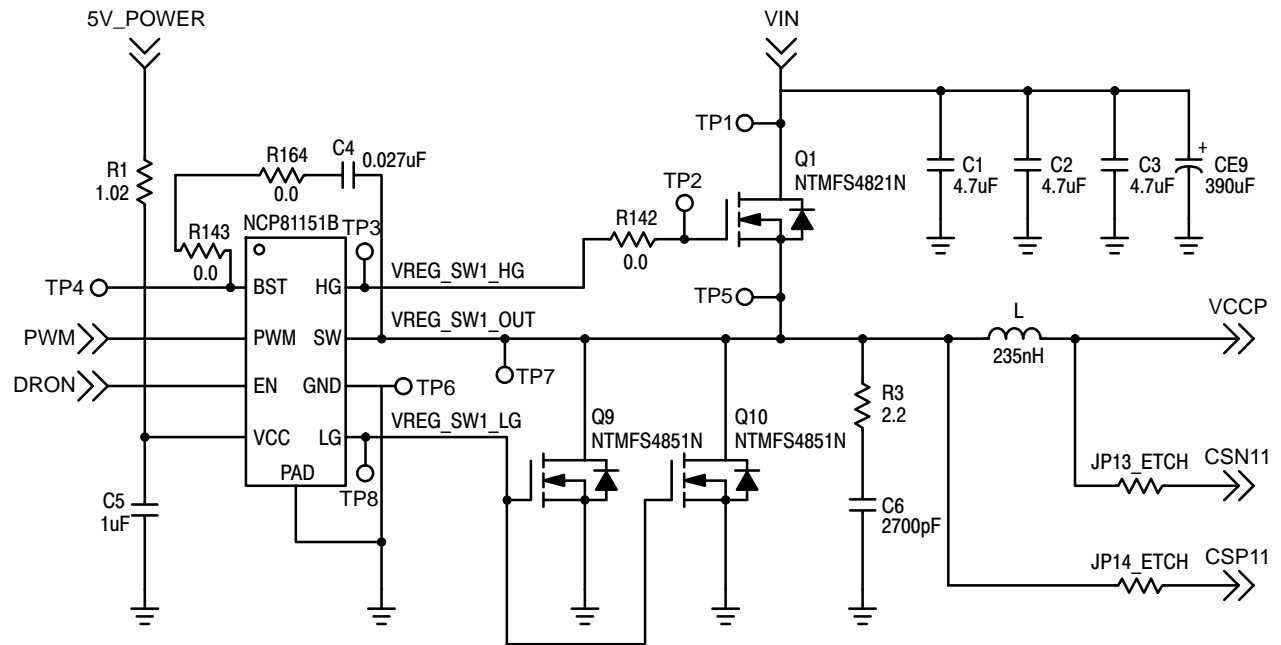 5V_POWER
VIN
TP1
R1
1.02
R164
0.0
C4
0.027uF
Q1
NTMFS4821N
C1
4.7uF
C2
4.7uF
C3
4.7uF
+
CE9
390uF
R143
0.0
NCP81151B
TP3
R142
0.0
TP2
TP4
BST
HG
VREG_SW1_HG
TP5
PWM
PWM
SW
VREG_SW1_OUT
L
235nH
VCCP
DRON
EN
GND
TP6
TP7
VCC
LG
VREG_SW1_LG
Q9
NTMFS4851N
Q10
NTMFS4851N
R3
2.2
PAD
TP8
C5
1uF
C6
2700pF
JP13_ETCH
CSN11
JP14_ETCH
CSP11